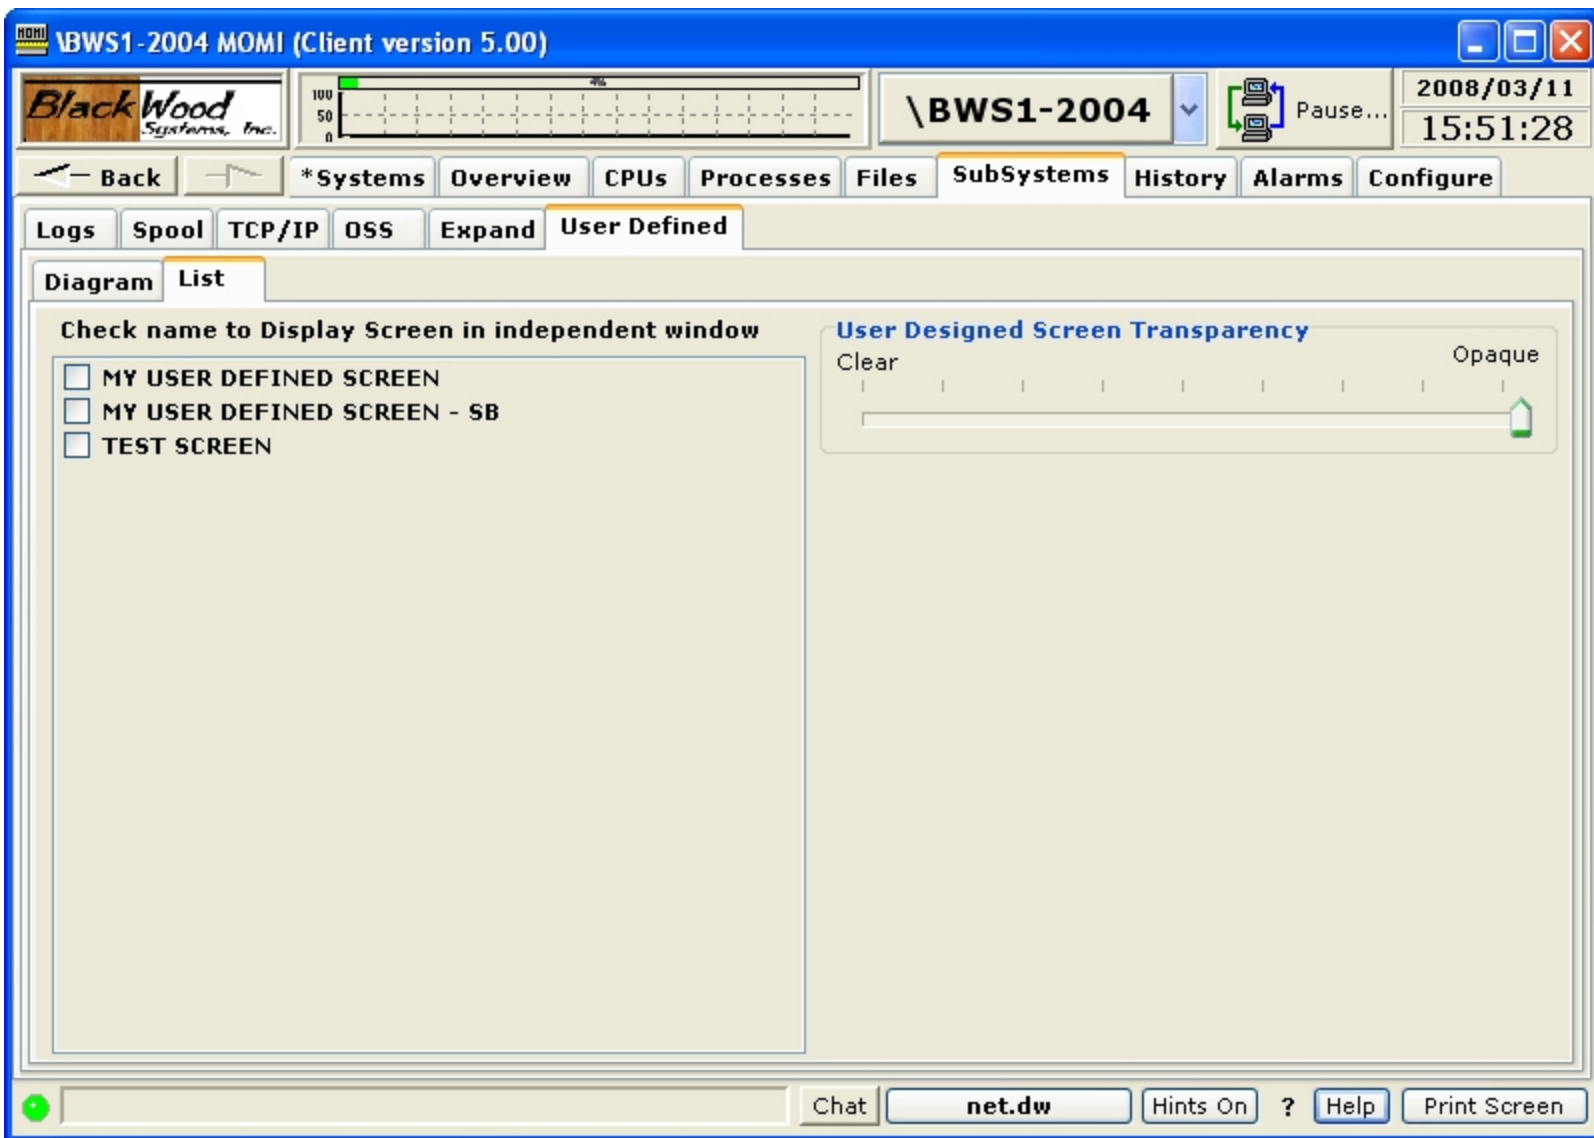 MOMI
\BWS1-2004 MOMI (Client version 5.00)
BlackWood
Systems, Inc.
4%
100
50
0
\BWS1-2004
Pause...
2008/03/11
15:51:28
Back
*Systems Overview CPUs Processes Files SubSystems History Alarms Configure
Logs Spool TCP/IP OSS Expand User Defined
Diagram List
Check name to Display Screen in independent window
MY USER DEFINED SCREEN
MY USER DEFINED SCREEN - SB
TEST SCREEN
User Designed Screen Transparency
Clear Opaque
Chat net.dw Hints On ? Help Print Screen